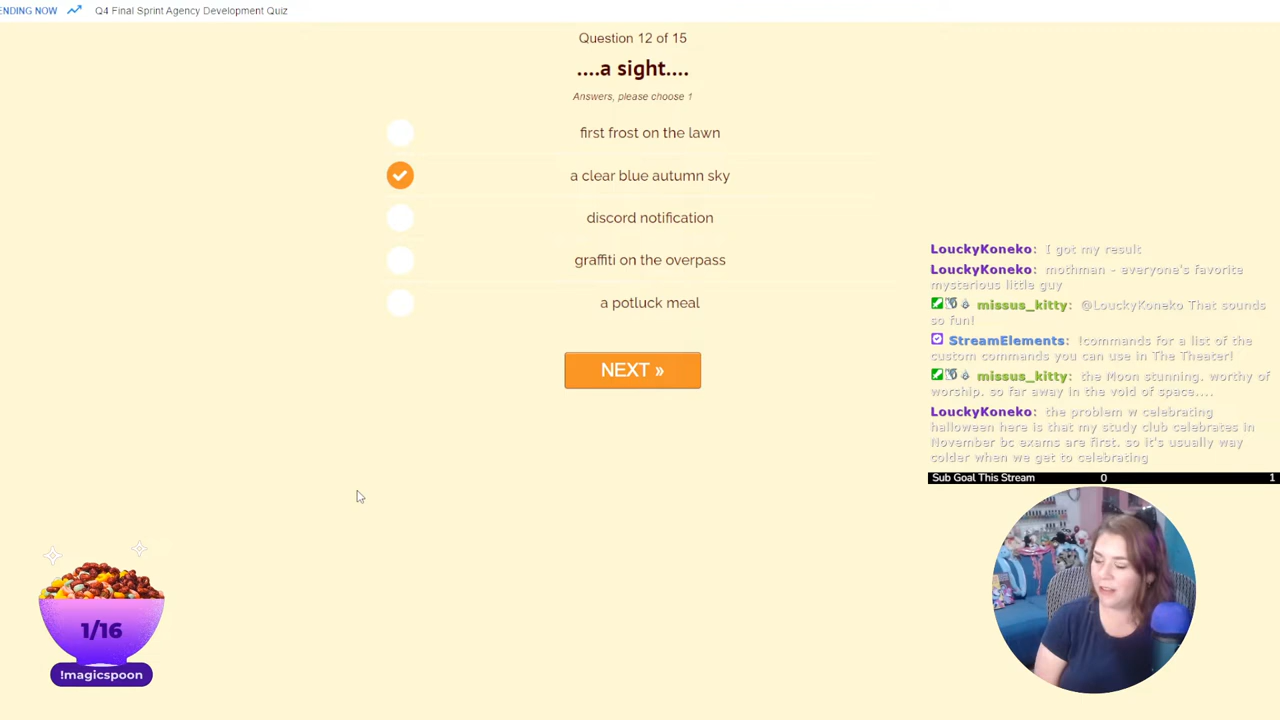 ENDING NOW Q4 Final Sprint Agency Development Quiz
Question 12 of 15
....a sight....
Answers, please choose 1
first frost on the lawn
a clear blue autumn sky
discord notification
graffiti on the overpass
a potluck meal
NEXT »
LouckyKoneko: I got my result
LouckyKoneko: mothman - everyone's favorite
mysterious little guy
missus_kitty: @LouckyKoneko That sounds
so fun!
StreamElements: !commands for a list of the
custom commands you can use in The Theater!
missus_kitty: the Moon stunning. worthy of
worship. so far away in the void of space....
LouckyKoneko: the problem w celebrating
halloween here is that my study club celebrates in
November bc exams are first. so it's usually way
colder when we get to celebrating
Sub Goal This Stream 0 1
1/16
!magicspoon